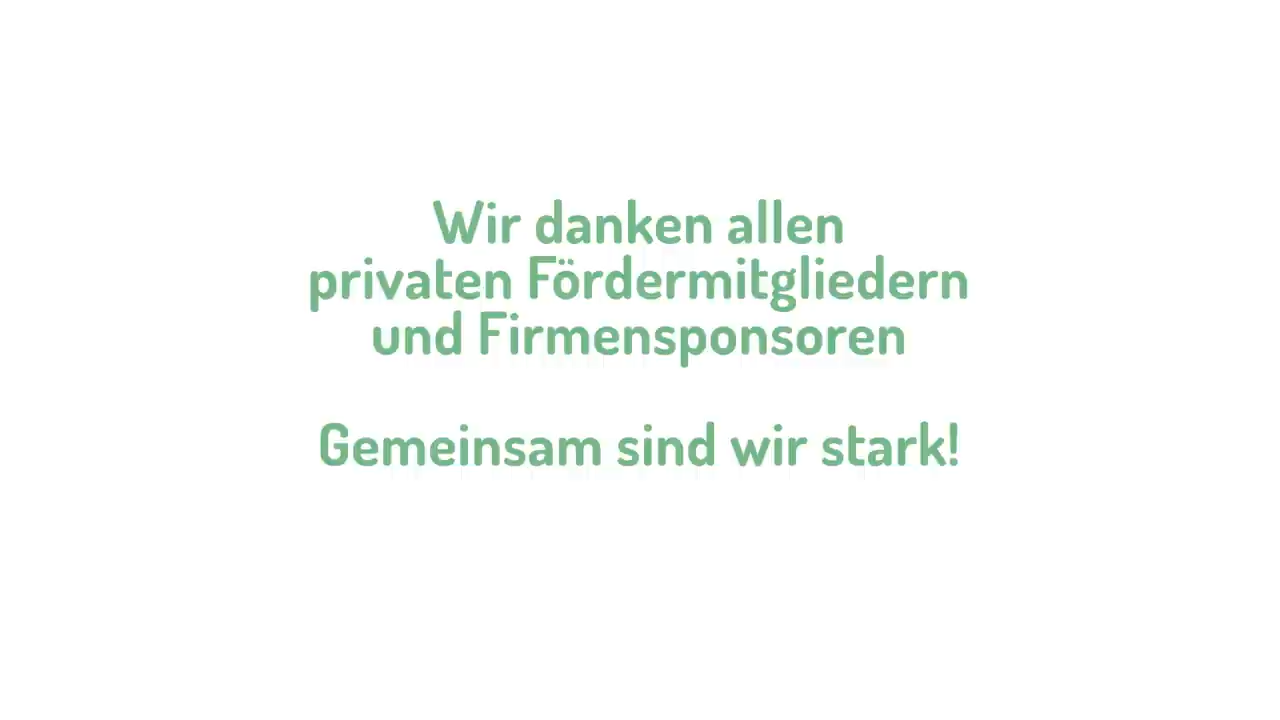 Wir danken allen
privaten Fördermitgliedern
und Firmensponsoren
Gemeinsam sind wir stark!